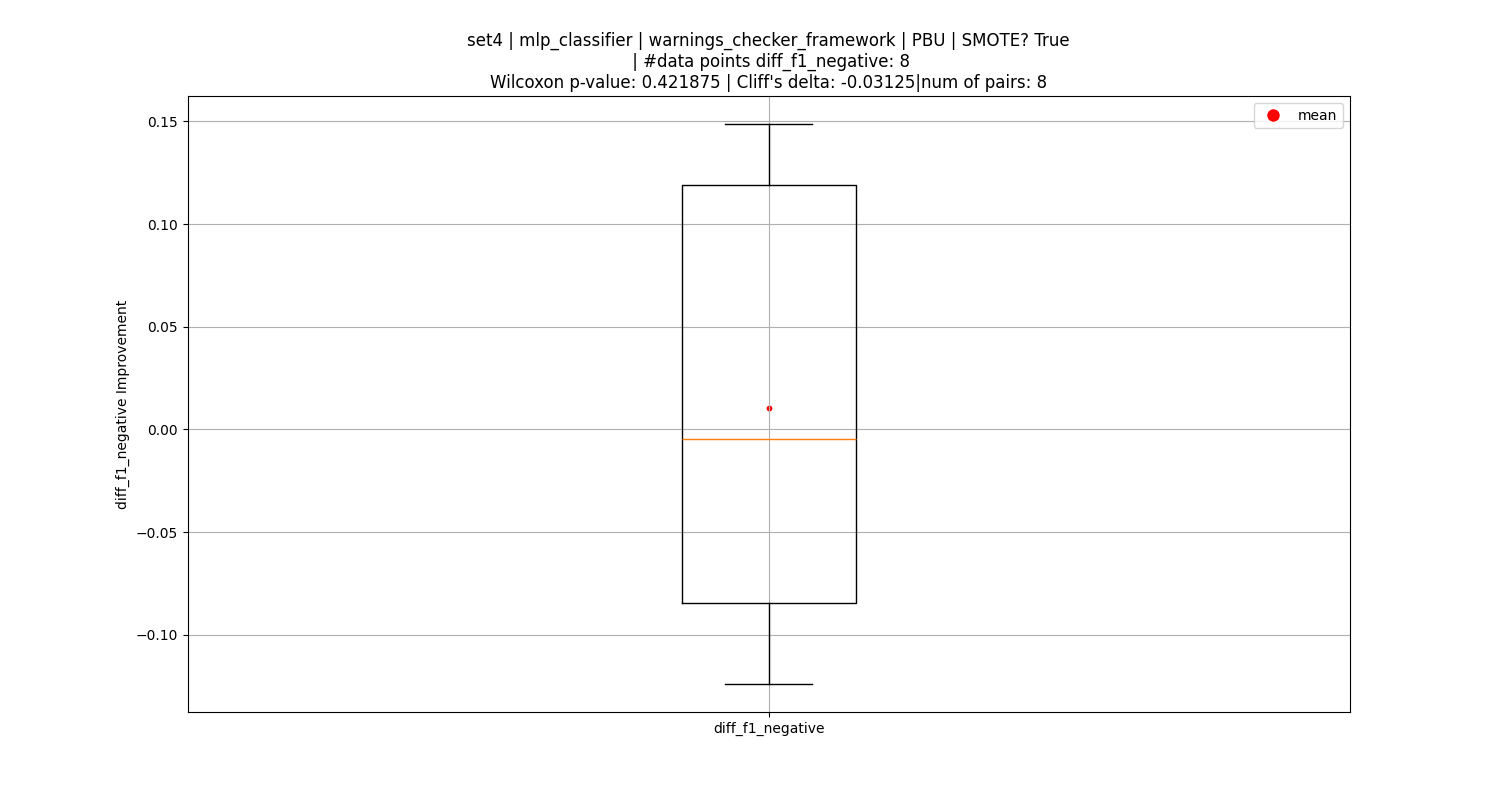 set4 | mlp_classifier | warnings_checker_framework | PBU | SMOTE? True
| #data points diff_f1_negative: 8
Wilcoxon p-value: 0.421875 | Cliff's delta: -0.03125|num of pairs: 8
mean
0.15
0.10
0.05
0.00
−0.05
−0.10
diff_f1_negative Improvement
diff_f1_negative